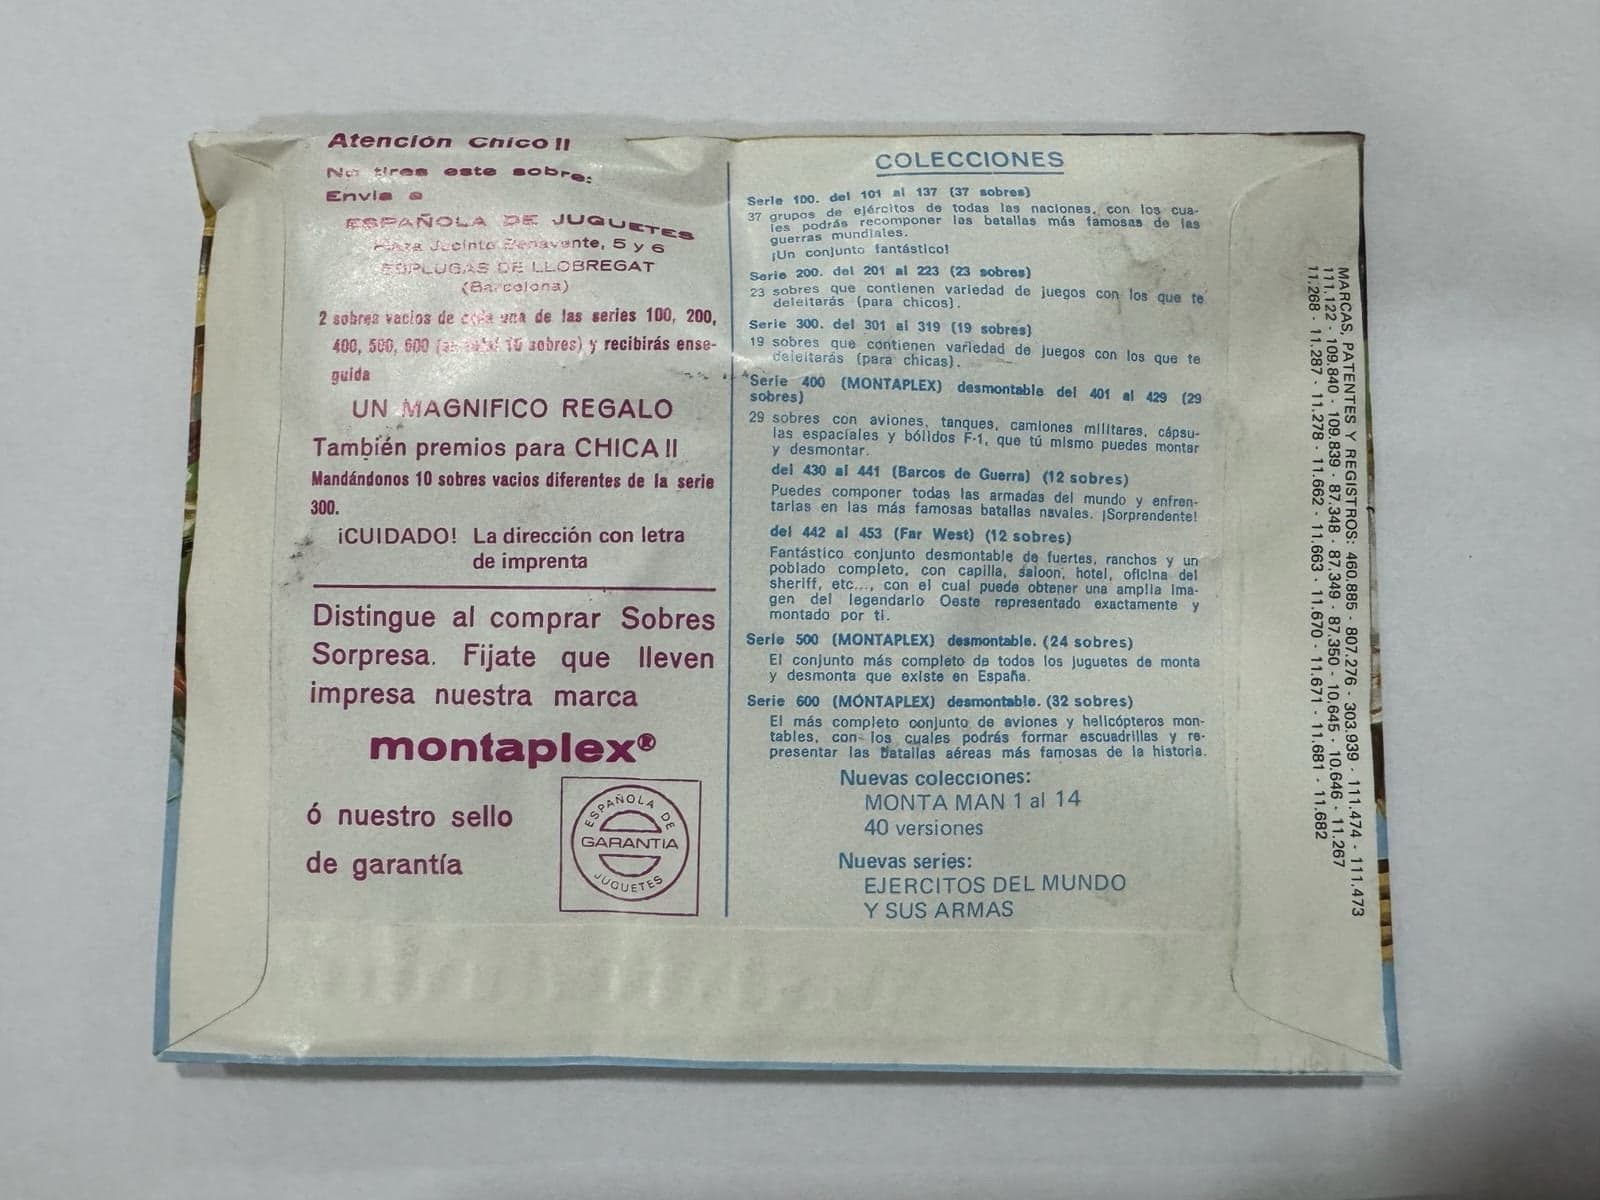 Atención Chico II
No tires este sobre:
Envía a
ESPAÑOLA DE JUGUETES
Plaza Jacinto Benavente, 5 y 6
ESPLUGAS DE LLOBREGAT
(Barcelona)
2 sobres vacios de cada una de las series 100, 200,
400, 500, 600 (en total 10 sobres) y recibirás ense-
guida
UN MAGNIFICO REGALO
También premios para CHICA II
Mandándonos 10 sobres vacios diferentes de la serie
300.
¡CUIDADO! La dirección con letra
de imprenta
Distingue al comprar Sobres
Sorpresa. Fijate que lleven
impresa nuestra marca
montaplex®
ó nuestro sello
de garantía
ESPAÑOLA DE
GARANTIA
JUGUETES
COLECCIONES
Serie 100. del 101 al 137 (37 sobres)
37 grupos de ejércitos de todas las naciones, con los cua-
les podrás recomponer las batallas más famosas de las
guerras mundiales.
¡Un conjunto fantástico!
Serie 200. del 201 al 223 (23 sobres)
23 sobres que contienen variedad de juegos con los que te
deleitarás (para chicos).
Serie 300. del 301 al 319 (19 sobres)
19 sobres que contienen variedad de juegos con los que te
deleitarás (para chicas).
Serie 400 (MONTAPLEX) desmontable del 401 al 429 (29
sobres)
29 sobres con aviones, tanques, camiones militares, cápsu-
las espaciales y bólidos F-1, que tú mismo puedes montar
y desmontar.
del 430 al 441 (Barcos de Guerra) (12 sobres)
Puedes componer todas las armadas del mundo y enfren-
tarlas en las más famosas batallas navales. ¡Sorprendente!
del 442 al 453 (Far West) (12 sobres)
Fantástico conjunto desmontable de fuertes, ranchos y un
poblado completo, con capilla, saloon, hotel, oficina del
sheriff, etc..., con el cual puede obtener una amplia ima-
gen del legendario Oeste representado exactamente y
montado por ti.
Serie 500 (MONTAPLEX) desmontable. (24 sobres)
El conjunto más completo de todos los juguetes de monta
y desmonta que existe en España.
Serie 600 (MONTAPLEX) desmontable. (32 sobres)
El más completo conjunto de aviones y helicópteros mon-
tables, con los cuales podrás formar escuadrillas y re-
presentar las batallas aéreas más famosas de la historia.
Nuevas colecciones:
MONTA MAN 1 al 14
40 versiones
Nuevas series:
EJERCITOS DEL MUNDO
Y SUS ARMAS
MARCAS, PATENTES Y REGISTROS: 460.885 - 807.276 - 303.939 - 111.474 - 111.473
111.122 - 109.840 - 109.839 - 87.348 - 87.349 - 87.350 - 10.645 - 10.646 - 11.267
11.268 - 11.287 - 11.278 - 11.662 - 11.663 - 11.670 - 11.671 - 11.681 - 11.682